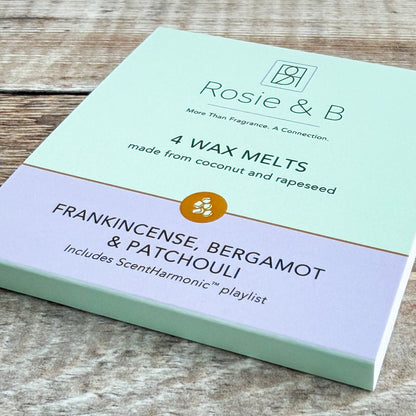 Rosie & B
More Than Fragrance. A Connection.
4 WAX MELTS
made from coconut and rapeseed
FRANKINCENSE, BERGAMOT
& PATCHOULI
Includes ScentHarmonic™ playlist